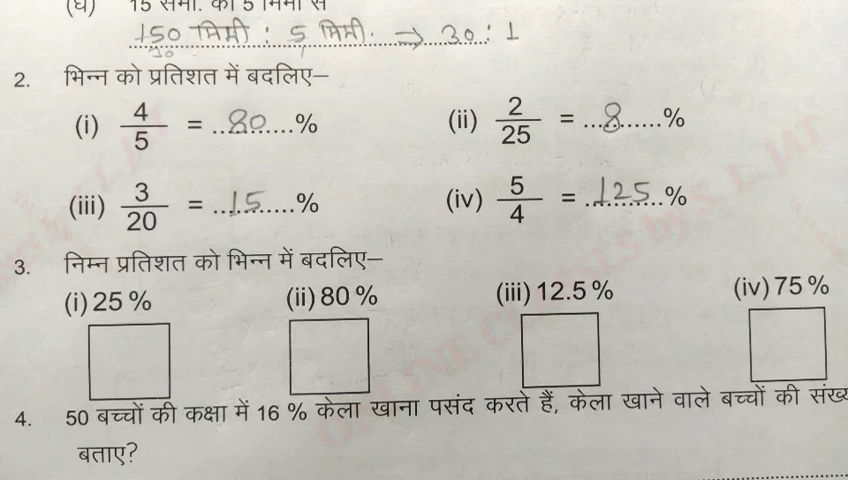 (घ) 15 सेमी. का 5 मिमी से
150 मिमी : 5 मिमी. → 30 : 1
2. भिन्न को प्रतिशत में बदलिए–
(i) 4/5 = ..80.......% (ii) 2/25 = ...8......%
(iii) 3/20 = ..15........% (iv) 5/4 = ..125........%
3. निम्न प्रतिशत को भिन्न में बदलिए–
(i) 25 % (ii) 80 % (iii) 12.5 % (iv) 75 %
4. 50 बच्चों की कक्षा में 16 % केला खाना पसंद करते हैं, केला खाने वाले बच्चों की
बताए?